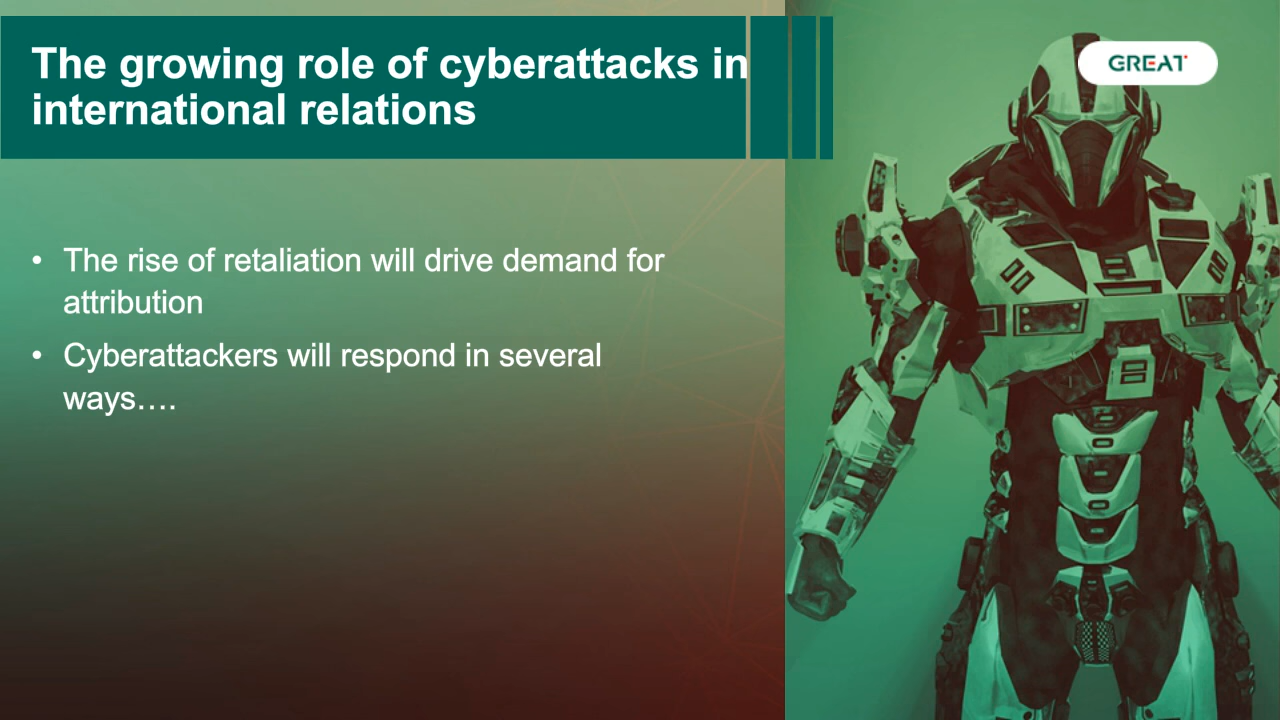 The growing role of cyberattacks in
international relations
GREAT
• The rise of retaliation will drive demand for
attribution
• Cyberattackers will respond in several
ways….